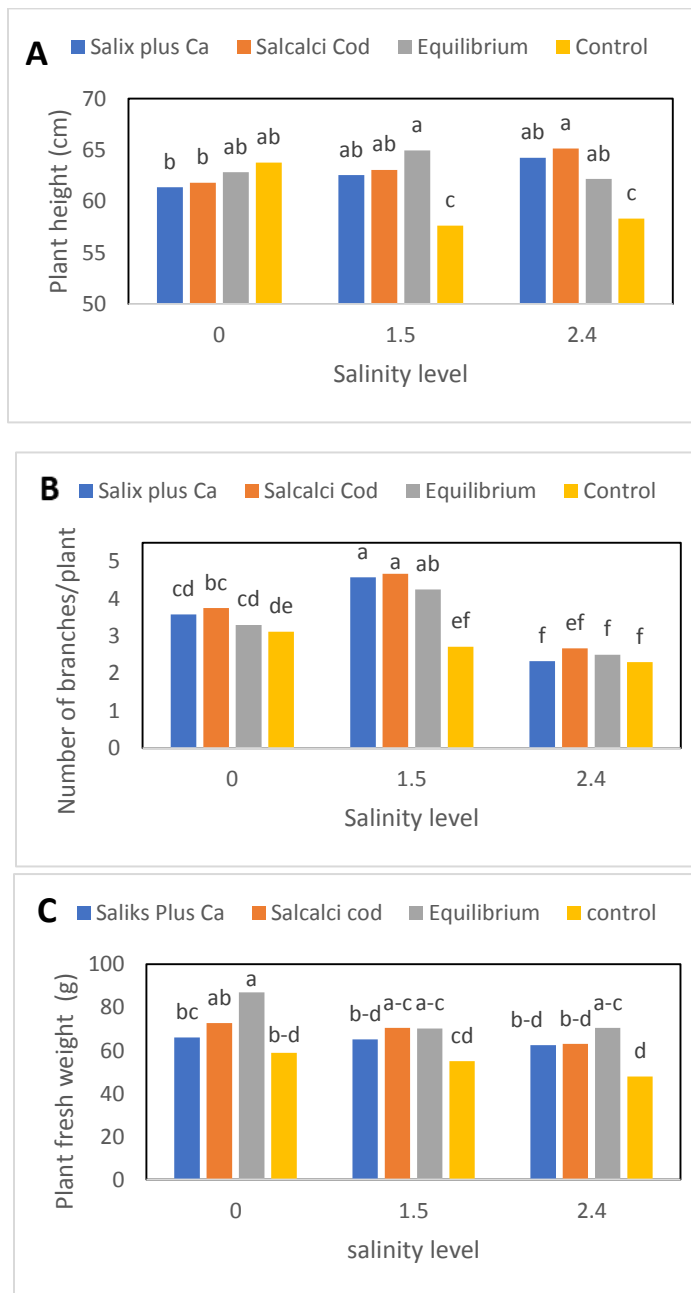 A
Salix plus Ca Salcalci Cod Equilibrium Control
70
65
60
55
50
Plant height (cm)
b b ab ab ab ab a c ab a ab c
0 1.5 2.4
Salinity level
B
Salix plus Ca Salcalci Cod Equilibrium Control
5
4
3
2
1
0
Number of branches/plant
cd bc cd de a a ab ef f ef f f
0 1.5 2.4
Salinity level
C
Saliks Plus Ca Salcalci cod Equilibrium control
100
80
60
40
20
0
Plant fresh weight (g)
bc ab a b-d b-d a-c a-c cd b-d b-d a-c d
0 1.5 2.4
salinity level